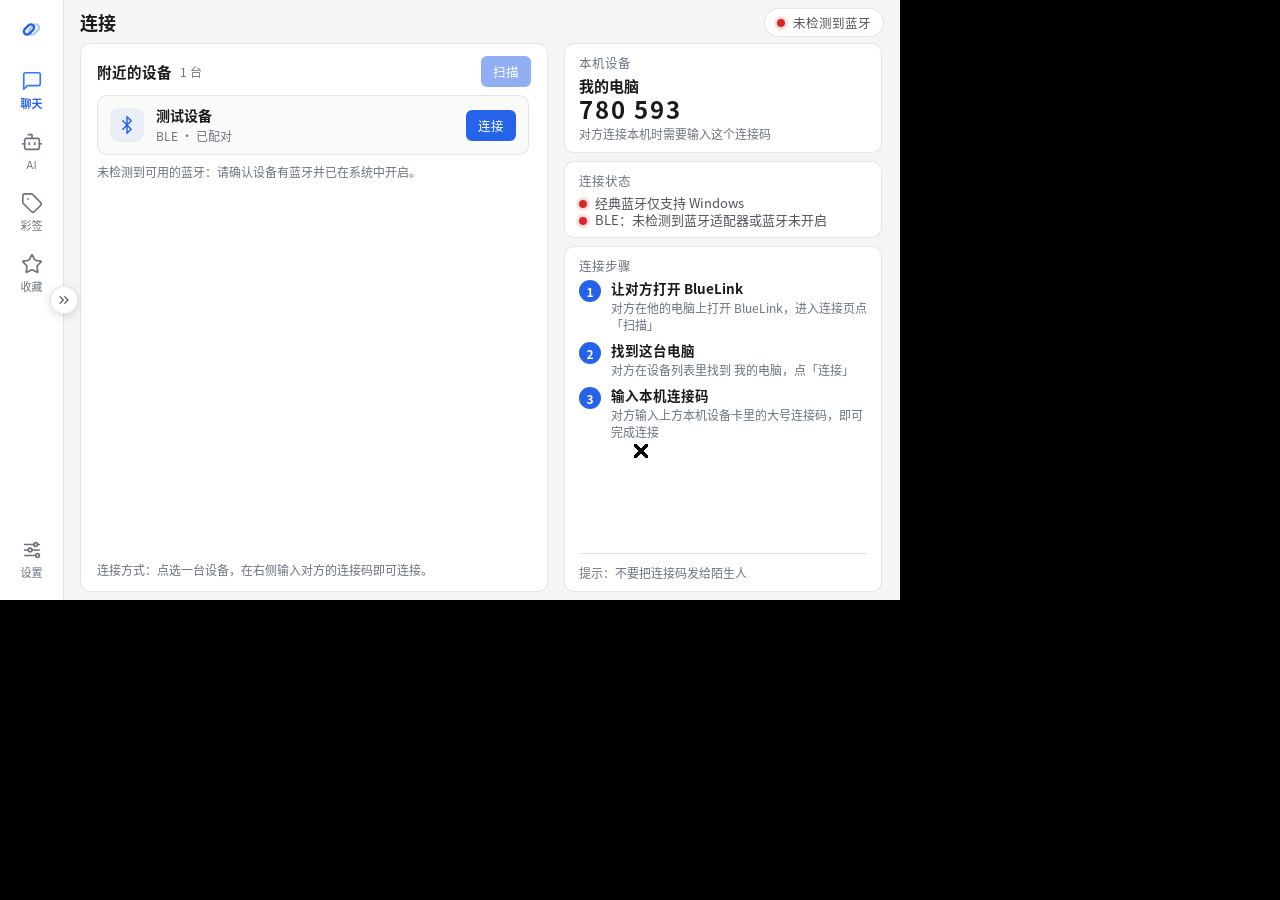 连接
未检测到蓝牙
聊天
AI
彩签
收藏
设置
附近的设备 1 台
扫描
测试设备
BLE · 已配对
连接
未检测到可用的蓝牙：请确认设备有蓝牙并已在系统中开启。
连接方式：点选一台设备，在右侧输入对方的连接码即可连接。
本机设备
我的电脑
780 593
对方连接本机时需要输入这个连接码
连接状态
经典蓝牙仅支持 Windows
BLE：未检测到蓝牙适配器或蓝牙未开启
连接步骤
1 让对方打开 BlueLink
对方在他的电脑上打开 BlueLink，进入连接页点
「扫描」
2 找到这台电脑
对方在设备列表里找到 我的电脑，点「连接」
3 输入本机连接码
对方输入上方本机设备卡里的大号连接码，即可
完成连接
提示：不要把连接码发给陌生人